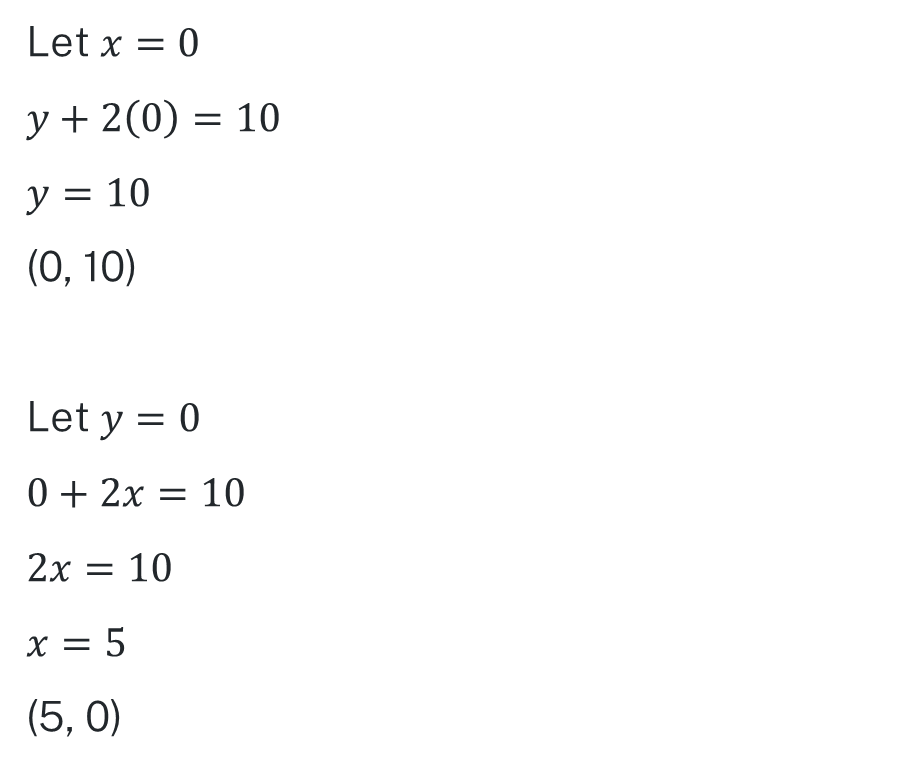 Let x = 0
y + 2(0) = 10
y = 10
(0, 10)
Let y = 0
0 + 2x = 10
2x = 10
x = 5
(5, 0)